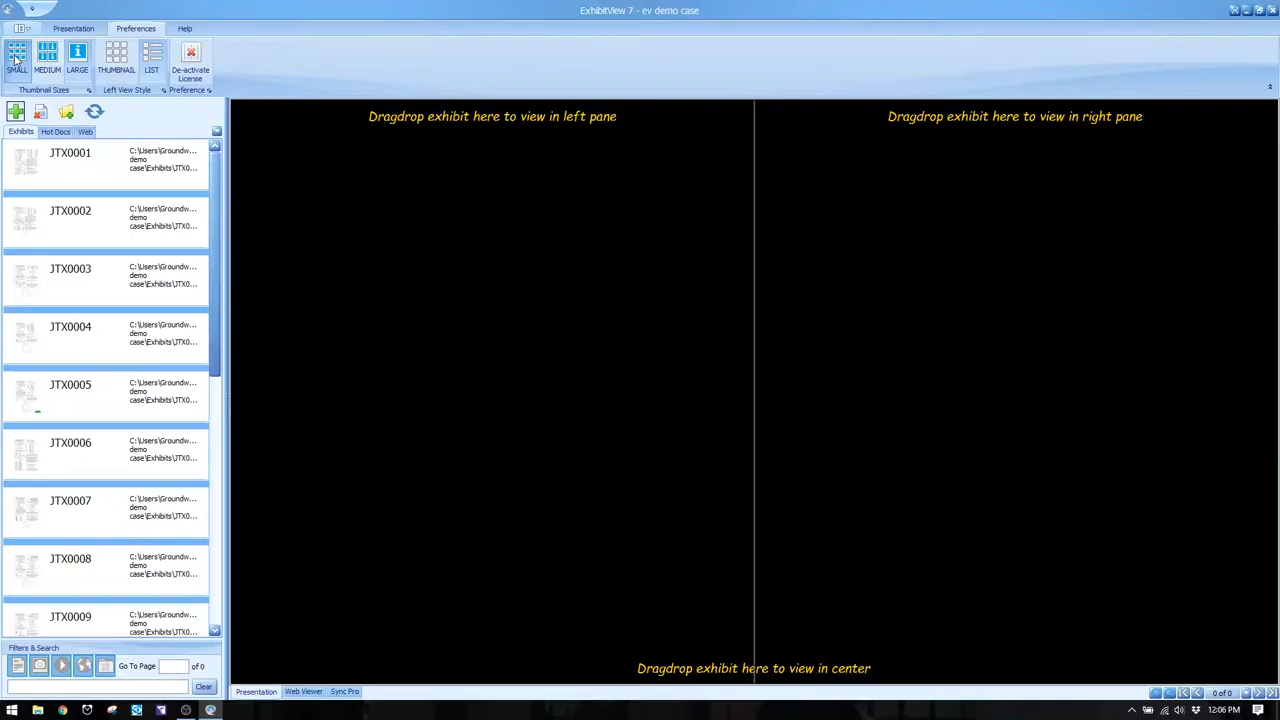 ExhibitView 7 - ev demo case
Presentation Preferences Help
SMALL MEDIUM LARGE THUMBNAIL LIST De-activate License
Thumbnail Sizes Left View Style Preference
Exhibits Hot Docs Web
JTX0001 C:\Users\Groundw... demo case\Exhibits\JTX0...
JTX0002 C:\Users\Groundw... demo case\Exhibits\JTX0...
JTX0003 C:\Users\Groundw... demo case\Exhibits\JTX0...
JTX0004 C:\Users\Groundw... demo case\Exhibits\JTX0...
JTX0005 C:\Users\Groundw... demo case\Exhibits\JTX0...
JTX0006 C:\Users\Groundw... demo case\Exhibits\JTX0...
JTX0007 C:\Users\Groundw... demo case\Exhibits\JTX0...
JTX0008 C:\Users\Groundw... demo case\Exhibits\JTX0...
JTX0009 C:\Users\Groundw... demo case\Exhibits\JTX0...
Filters & Search
Go To Page of 0
Clear
Dragdrop exhibit here to view in left pane
Dragdrop exhibit here to view in right pane
Dragdrop exhibit here to view in center
Presentation Web Viewer Sync Pro
0 of 0
12:06 PM